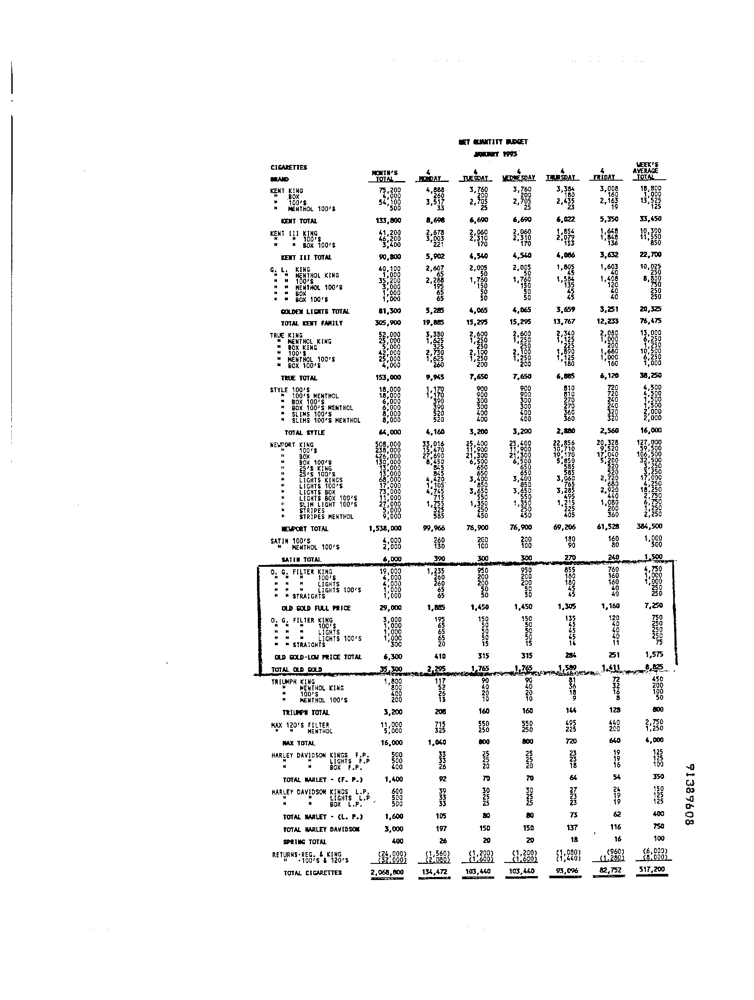 NET QUANTITY BUDGET
JANUARY 1993
CIGARETTES WEEK'S
MONTH'S 4 4 4 4 4 AVERAGE
BRAND TOTAL MONDAY TUESDAY WEDNESDAY THURSDAY FRIDAY TOTAL
KENT KING 75,200 4,888 3,760 3,760 3,384 3,008 18,800
" BOX 4,000 260 200 200 180 160 1,000
" 100'S 54,100 3,517 2,705 2,705 2,435 2,163 13,525
" MENTHOL 100'S 500 33 25 25 23 19 125
KENT TOTAL 133,800 8,698 6,690 6,690 6,022 5,350 33,450
KENT III KING 41,200 2,678 2,060 2,060 1,854 1,648 10,300
" " 100'S 46,200 3,003 2,310 2,310 2,079 1,848 11,550
" " BOX 100'S 3,400 221 170 170 153 136 850
KENT III TOTAL 90,800 5,902 4,540 4,540 4,086 3,632 22,700
G. L. KING 40,100 2,607 2,005 2,005 1,805 1,603 10,025
" " MENTHOL KING 1,000 65 50 50 45 40 250
" " 100'S 35,200 2,288 1,760 1,760 1,584 1,408 8,800
" " MENTHOL 100'S 3,000 195 150 150 135 120 750
" " BOX 1,000 65 50 50 45 40 250
" " BOX 100'S 1,000 65 50 50 45 40 250
GOLDEN LIGHTS TOTAL 81,300 5,285 4,065 4,065 3,659 3,251 20,325
TOTAL KENT FAMILY 305,900 19,885 15,295 15,295 13,767 12,233 76,475
TRUE KING 52,000 3,380 2,600 2,600 2,340 2,080 13,000
" MENTHOL KING 25,000 1,625 1,250 1,250 1,125 1,000 6,250
" BOX KING 5,000 325 250 250 225 200 1,250
" 100'S 42,000 2,730 2,100 2,100 1,890 1,680 10,500
" MENTHOL 100'S 25,000 1,625 1,250 1,250 1,125 1,000 6,250
" BOX 100'S 4,000 260 200 200 180 160 1,000
TRUE TOTAL 153,000 9,945 7,650 7,650 6,885 6,120 38,250
STYLE 100'S 18,000 1,170 900 900 810 720 4,500
" 100'S MENTHOL 18,000 1,170 900 900 810 720 4,500
" BOX 100'S 6,000 390 300 300 270 240 1,500
" BOX 100'S MENTHOL 6,000 390 300 300 270 240 1,500
" SLIMS 100'S 8,000 520 400 400 360 320 2,000
" SLIMS 100'S MENTHOL 8,000 520 400 400 360 320 2,000
TOTAL STYLE 64,000 4,160 3,200 3,200 2,880 2,560 16,000
NEWPORT KING 508,000 33,016 25,400 25,400 22,856 20,328 127,000
" 100'S 238,000 15,470 11,900 11,900 10,710 9,520 59,500
" BOX 426,000 27,690 21,300 21,300 19,170 17,040 106,500
" BOX 100'S 130,000 8,450 6,500 6,500 5,850 5,200 32,500
" 25'S KING 13,000 845 650 650 585 520 3,250
" 25'S 100'S 13,000 845 650 650 585 520 3,250
" LIGHTS KINGS 68,000 4,420 3,400 3,400 3,060 2,720 17,000
" LIGHTS 100'S 17,000 1,105 850 850 765 680 4,250
" LIGHTS BOX 73,000 4,745 3,650 3,650 3,285 2,920 18,250
" LIGHTS BOX 100'S 11,000 715 550 550 495 440 2,750
" SLIM LIGHT 100'S 27,000 1,755 1,350 1,350 1,215 1,080 6,750
" STRIPES 5,000 325 250 250 225 200 1,250
" STRIPES MENTHOL 9,000 585 450 450 405 360 2,250
NEWPORT TOTAL 1,538,000 99,966 76,900 76,900 69,206 61,528 384,500
SATIN 100'S 4,000 260 200 200 180 160 1,000
" MENTHOL 100'S 2,000 130 100 100 90 80 500
SATIN TOTAL 6,000 390 300 300 270 240 1,500
O. G. FILTER KING 19,000 1,235 950 950 855 760 4,750
" " " 100'S 4,000 260 200 200 180 160 1,000
" " " LIGHTS 4,000 260 200 200 180 160 1,000
" " " LIGHTS 100'S 1,000 65 50 50 45 40 250
" " STRAIGHTS 1,000 65 50 50 45 40 250
OLD GOLD FULL PRICE 29,000 1,885 1,450 1,450 1,305 1,160 7,250
O. G. FILTER KING 3,000 195 150 150 135 120 750
" " " 100'S 1,000 65 50 50 45 40 250
" " " LIGHTS 1,000 65 50 50 45 40 250
" " " LIGHTS 100'S 1,000 65 50 50 45 40 250
" " STRAIGHTS 300 20 15 15 14 11 75
OLD GOLD-LOW PRICE TOTAL 6,300 410 315 315 284 251 1,575
TOTAL OLD GOLD 35,300 2,295 1,765 1,765 1,589 1,411 8,825
TRIUMPH KING 1,800 117 90 90 81 72 450
" MENTHOL KING 800 52 40 40 36 32 200
" 100'S 400 26 20 20 18 16 100
" MENTHOL 100'S 200 13 10 10 9 8 50
TRIUMPH TOTAL 3,200 208 160 160 144 128 800
MAX 120'S FILTER 11,000 715 550 550 495 440 2,750
" " MENTHOL 5,000 325 250 250 225 200 1,250
MAX TOTAL 16,000 1,040 800 800 720 640 4,000
HARLEY DAVIDSON KINGS F.P. 500 33 25 25 23 19 125
" " LIGHTS F.P 500 33 25 25 23 19 125
" " BOX F.P. 400 26 20 20 18 16 100
TOTAL HARLEY - (F. P.) 1,400 92 70 70 64 54 350
HARLEY DAVIDSON KINGS L.P. 600 39 30 30 27 24 150
" " LIGHTS L.P 500 33 25 25 23 19 125
" " BOX L.P. 500 33 25 25 23 19 125
TOTAL HARLEY - (L. P.) 1,600 105 80 80 73 62 400
TOTAL HARLEY DAVIDSON 3,000 197 150 150 137 116 750
SPRING TOTAL 400 26 20 20 18 16 100
RETURNS-REG. & KING (24,000) (1,560) (1,200) (1,200) (1,080) (960) (6,000)
" -100'S & 120'S (32,000) (2,080) (1,600) (1,600) (1,440) (1,280) (8,000)
TOTAL CIGARETTES 2,068,800 134,472 103,440 103,440 93,096 82,752 517,200
91389608